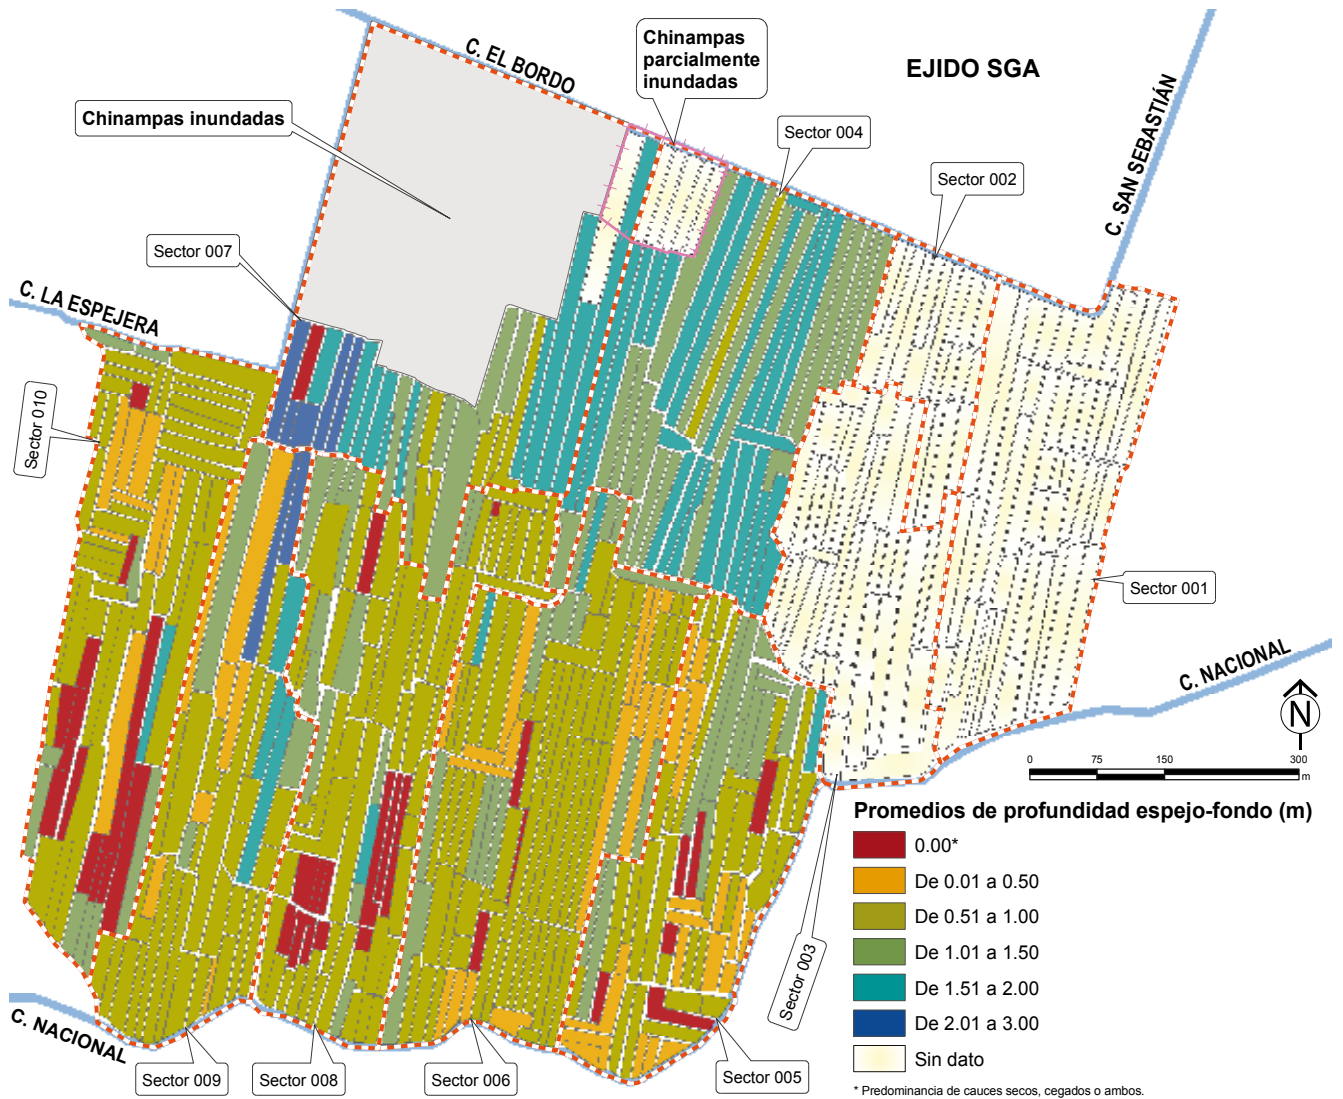 C. EL BORDO
Chinampas
parcialmente
inundadas
EJIDO SGA
C. SAN SEBASTIÁN
Chinampas inundadas
Sector 004
Sector 002
Sector 007
C. LA ESPEJERA
Sector 010
Sector 001
C. NACIONAL
N
0 75 150 300
m
Promedios de profundidad espejo-fondo (m)
0.00*
De 0.01 a 0.50
De 0.51 a 1.00
De 1.01 a 1.50
De 1.51 a 2.00
De 2.01 a 3.00
Sin dato
* Predominancia de cauces secos, cegados o ambos.
Sector 003
C. NACIONAL
Sector 009
Sector 008
Sector 006
Sector 005